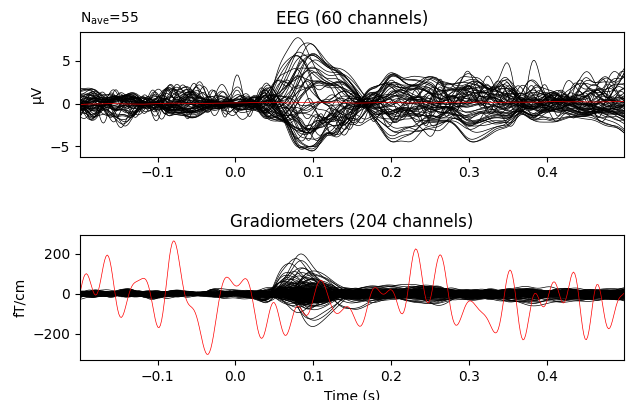 N_ave=55
EEG (60 channels)
5
0
−5
µV
−0.1 0.0 0.1 0.2 0.3 0.4
Gradiometers (204 channels)
200
0
−200
fT/cm
−0.1 0.0 0.1 0.2 0.3 0.4
Time (s)